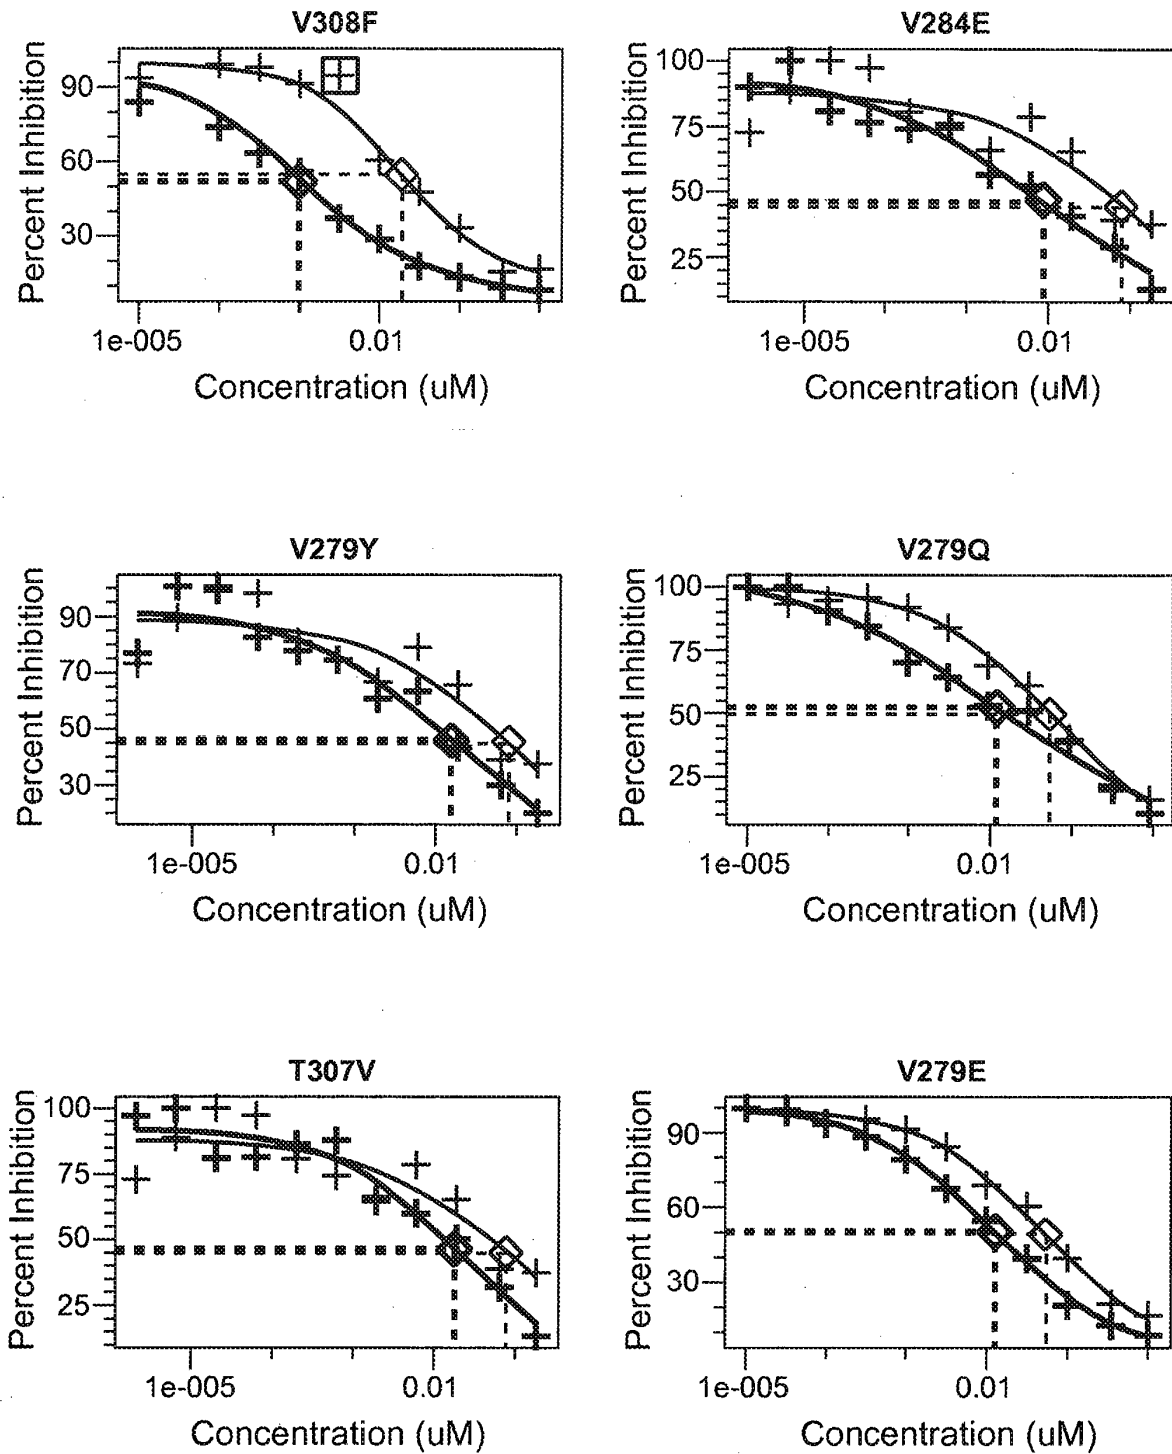 V308F
Percent Inhibition
90
60
30
1e-005
0.01
Concentration (uM)
V284E
Percent Inhibition
100
75
50
25
1e-005
0.01
Concentration (uM)
V279Y
Percent Inhibition
90
70
50
30
1e-005
0.01
Concentration (uM)
V279Q
Percent Inhibition
100
75
50
25
1e-005
0.01
Concentration (uM)
T307V
Percent Inhibition
100
75
50
25
1e-005
0.01
Concentration (uM)
V279E
Percent Inhibition
90
60
30
1e-005
0.01
Concentration (uM)